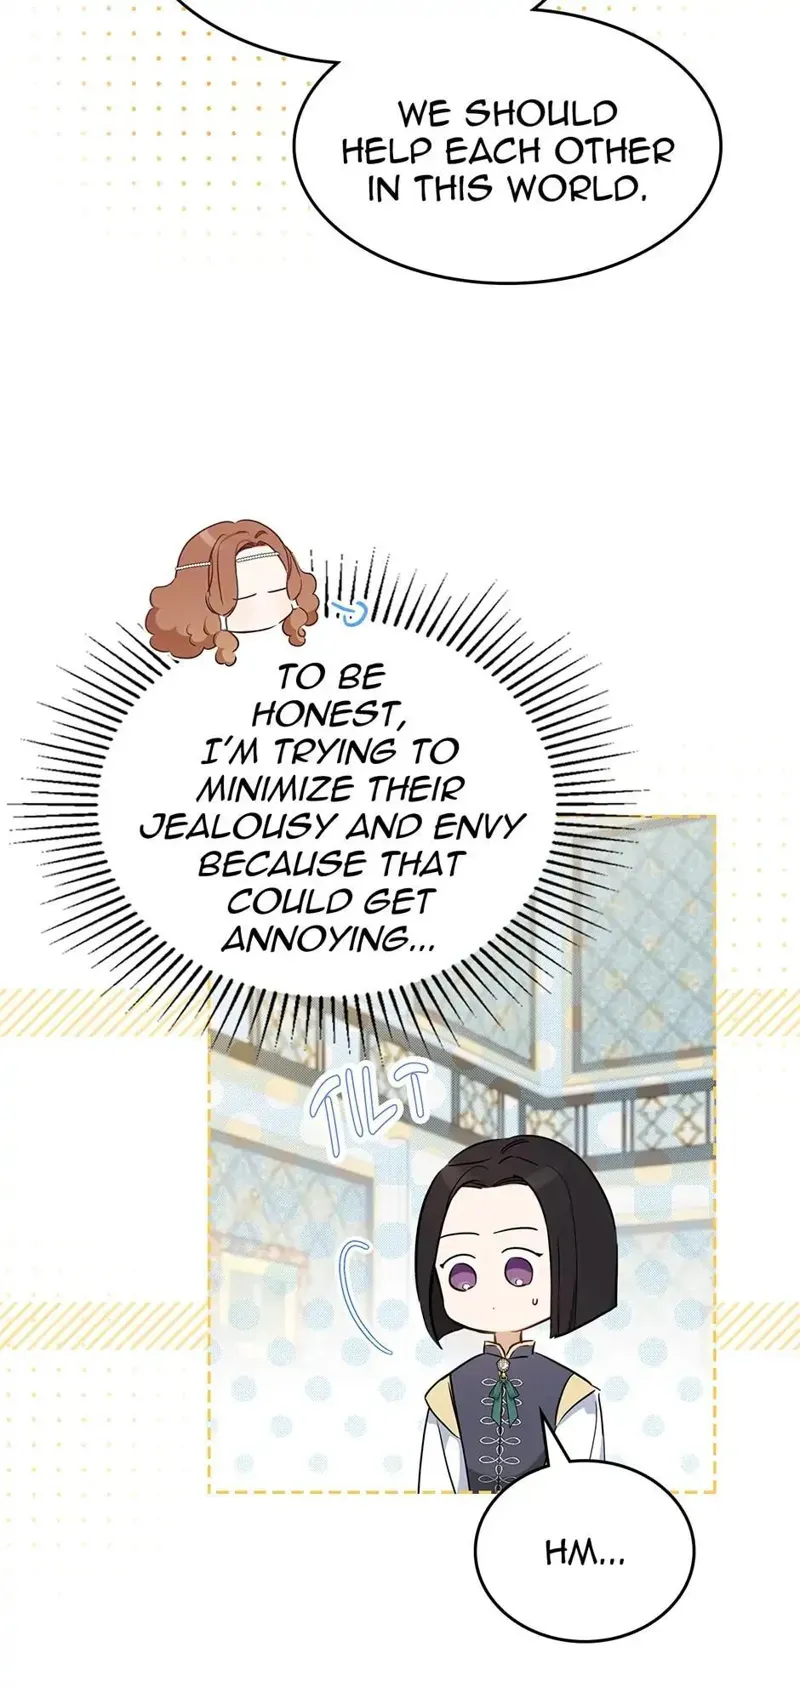 WE SHOULD
HELP EACH OTHER
IN THIS WORLD.
TO BE
HONEST,
I'M TRYING TO
MINIMIZE THEIR
JEALOUSY AND ENVY
BECAUSE THAT
COULD GET
ANNOYING...
TILT
HM...